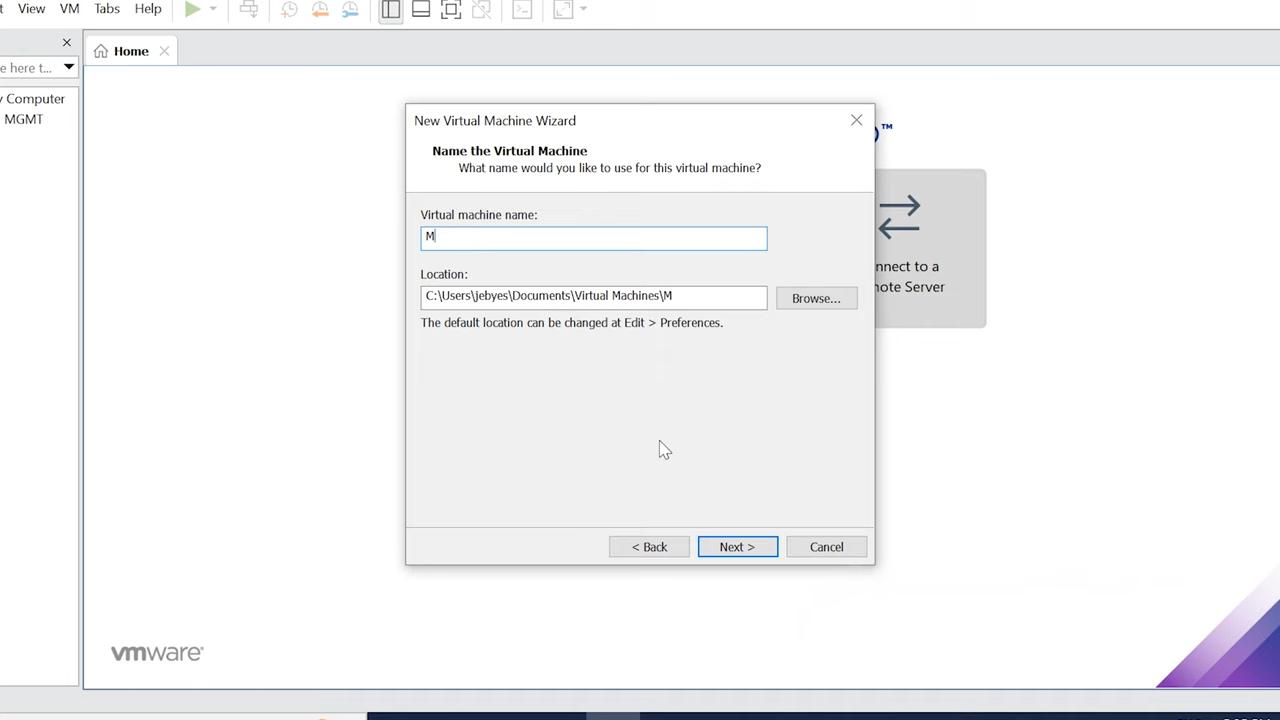 View VM Tabs Help
Home
e here t...
y Computer
MGMT
New Virtual Machine Wizard
Name the Virtual Machine
What name would you like to use for this virtual machine?
Virtual machine name:
M
Location:
C:\Users\jebyes\Documents\Virtual Machines\M
Browse...
The default location can be changed at Edit > Preferences.
< Back
Next >
Cancel
™
nnect to a
note Server
vmware®